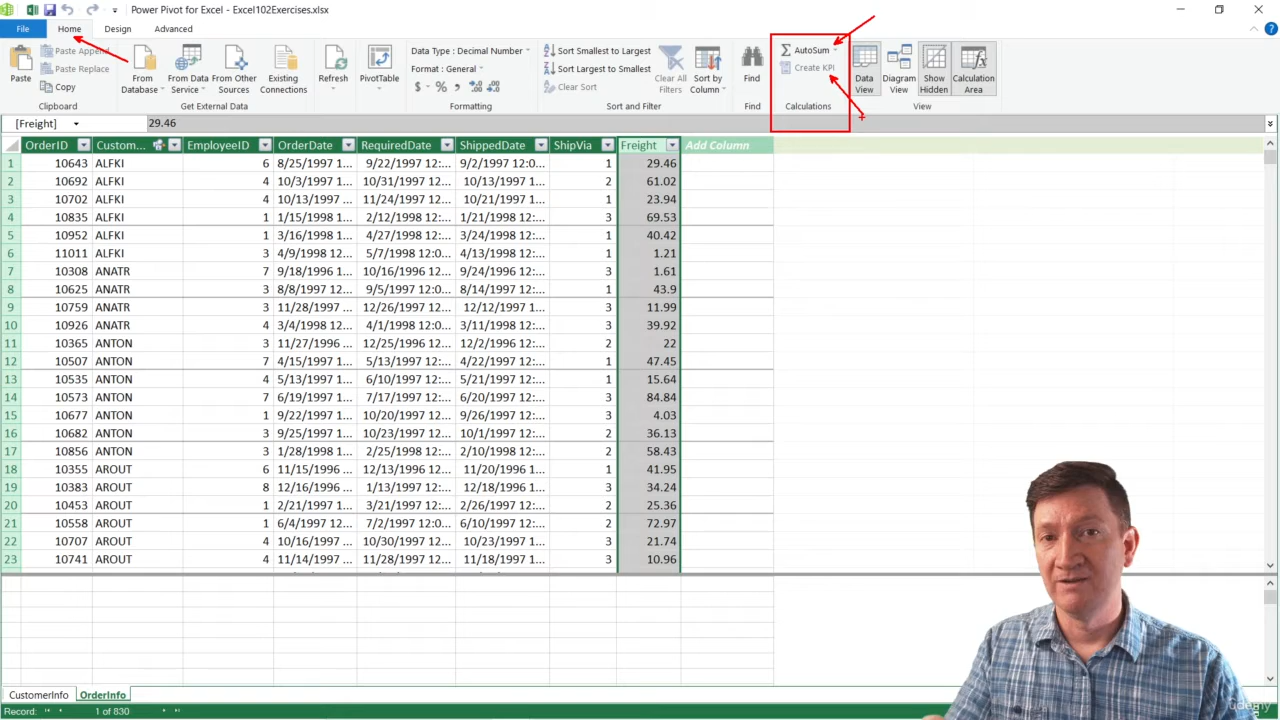 Power Pivot for Excel - Excel102Exercises.xlsx
File Home Design Advanced
Paste
Paste Append
Paste Replace
Copy
Clipboard
From Database
From Data Service
From Other Sources
Existing Connections
Get External Data
Refresh
PivotTable
Data Type : Decimal Number
Format : General
$ % ,
Formatting
Sort Smallest to Largest
Sort Largest to Smallest
Clear Sort
Clear All Filters
Sort by Column
Sort and Filter
Find
Find
AutoSum
Create KPI
Calculations
Data View
Diagram View
Show Hidden
Calculation Area
View
[Freight] 29.46
OrderID Custom... EmployeeID OrderDate RequiredDate ShippedDate ShipVia Freight Add Column
1 10643 ALFKI 6 8/25/1997 1... 9/22/1997 12:... 9/2/1997 12:0... 1 29.46
2 10692 ALFKI 4 10/3/1997 1... 10/31/1997 12... 10/13/1997 1... 2 61.02
3 10702 ALFKI 4 10/13/1997 1... 11/24/1997 12... 10/21/1997 1... 1 23.94
4 10835 ALFKI 1 1/15/1998 1... 2/12/1998 12:... 1/21/1998 12:... 3 69.53
5 10952 ALFKI 1 3/16/1998 1... 4/27/1998 12:... 3/24/1998 12:... 1 40.42
6 11011 ALFKI 3 4/9/1998 12:... 5/7/1998 12:0... 4/13/1998 12:... 1 1.21
7 10308 ANATR 7 9/18/1996 1... 10/16/1996 12... 9/24/1996 12:... 3 1.61
8 10625 ANATR 3 8/8/1997 12:... 9/5/1997 12:0... 8/14/1997 12:... 1 43.9
9 10759 ANATR 3 11/28/1997 ... 12/26/1997 12... 12/12/1997 1... 3 11.99
10 10926 ANATR 4 3/4/1998 12:... 4/1/1998 12:0... 3/11/1998 12:... 3 39.92
11 10365 ANTON 3 11/27/1996 ... 12/25/1996 12... 12/2/1996 12:... 2 22
12 10507 ANTON 7 4/15/1997 1... 5/13/1997 12:... 4/22/1997 12:... 1 47.45
13 10535 ANTON 4 5/13/1997 1... 6/10/1997 12:... 5/21/1997 12:... 1 15.64
14 10573 ANTON 7 6/19/1997 1... 7/17/1997 12:... 6/20/1997 12:... 3 84.84
15 10677 ANTON 1 9/22/1997 1... 10/20/1997 12... 9/26/1997 12:... 3 4.03
16 10682 ANTON 3 9/25/1997 1... 10/23/1997 12... 10/1/1997 12:... 2 36.13
17 10856 ANTON 3 1/28/1998 1... 2/25/1998 12:... 2/10/1998 12:... 2 58.43
18 10355 AROUT 6 11/15/1996 ... 12/13/1996 12... 11/20/1996 1... 1 41.95
19 10383 AROUT 8 12/16/1996 ... 1/13/1997 12:... 12/18/1996 1... 3 34.24
20 10453 AROUT 1 2/21/1997 1... 3/21/1997 12:... 2/26/1997 12:... 2 25.36
21 10558 AROUT 1 6/4/1997 12:... 7/2/1997 12:0... 6/10/1997 12:... 2 72.97
22 10707 AROUT 4 10/16/1997 ... 10/30/1997 12... 10/23/1997 1... 3 21.74
23 10741 AROUT 4 11/14/1997 ... 11/28/1997 12... 11/18/1997 1... 3 10.96
CustomerInfo OrderInfo
Record: 1 of 830
udemy